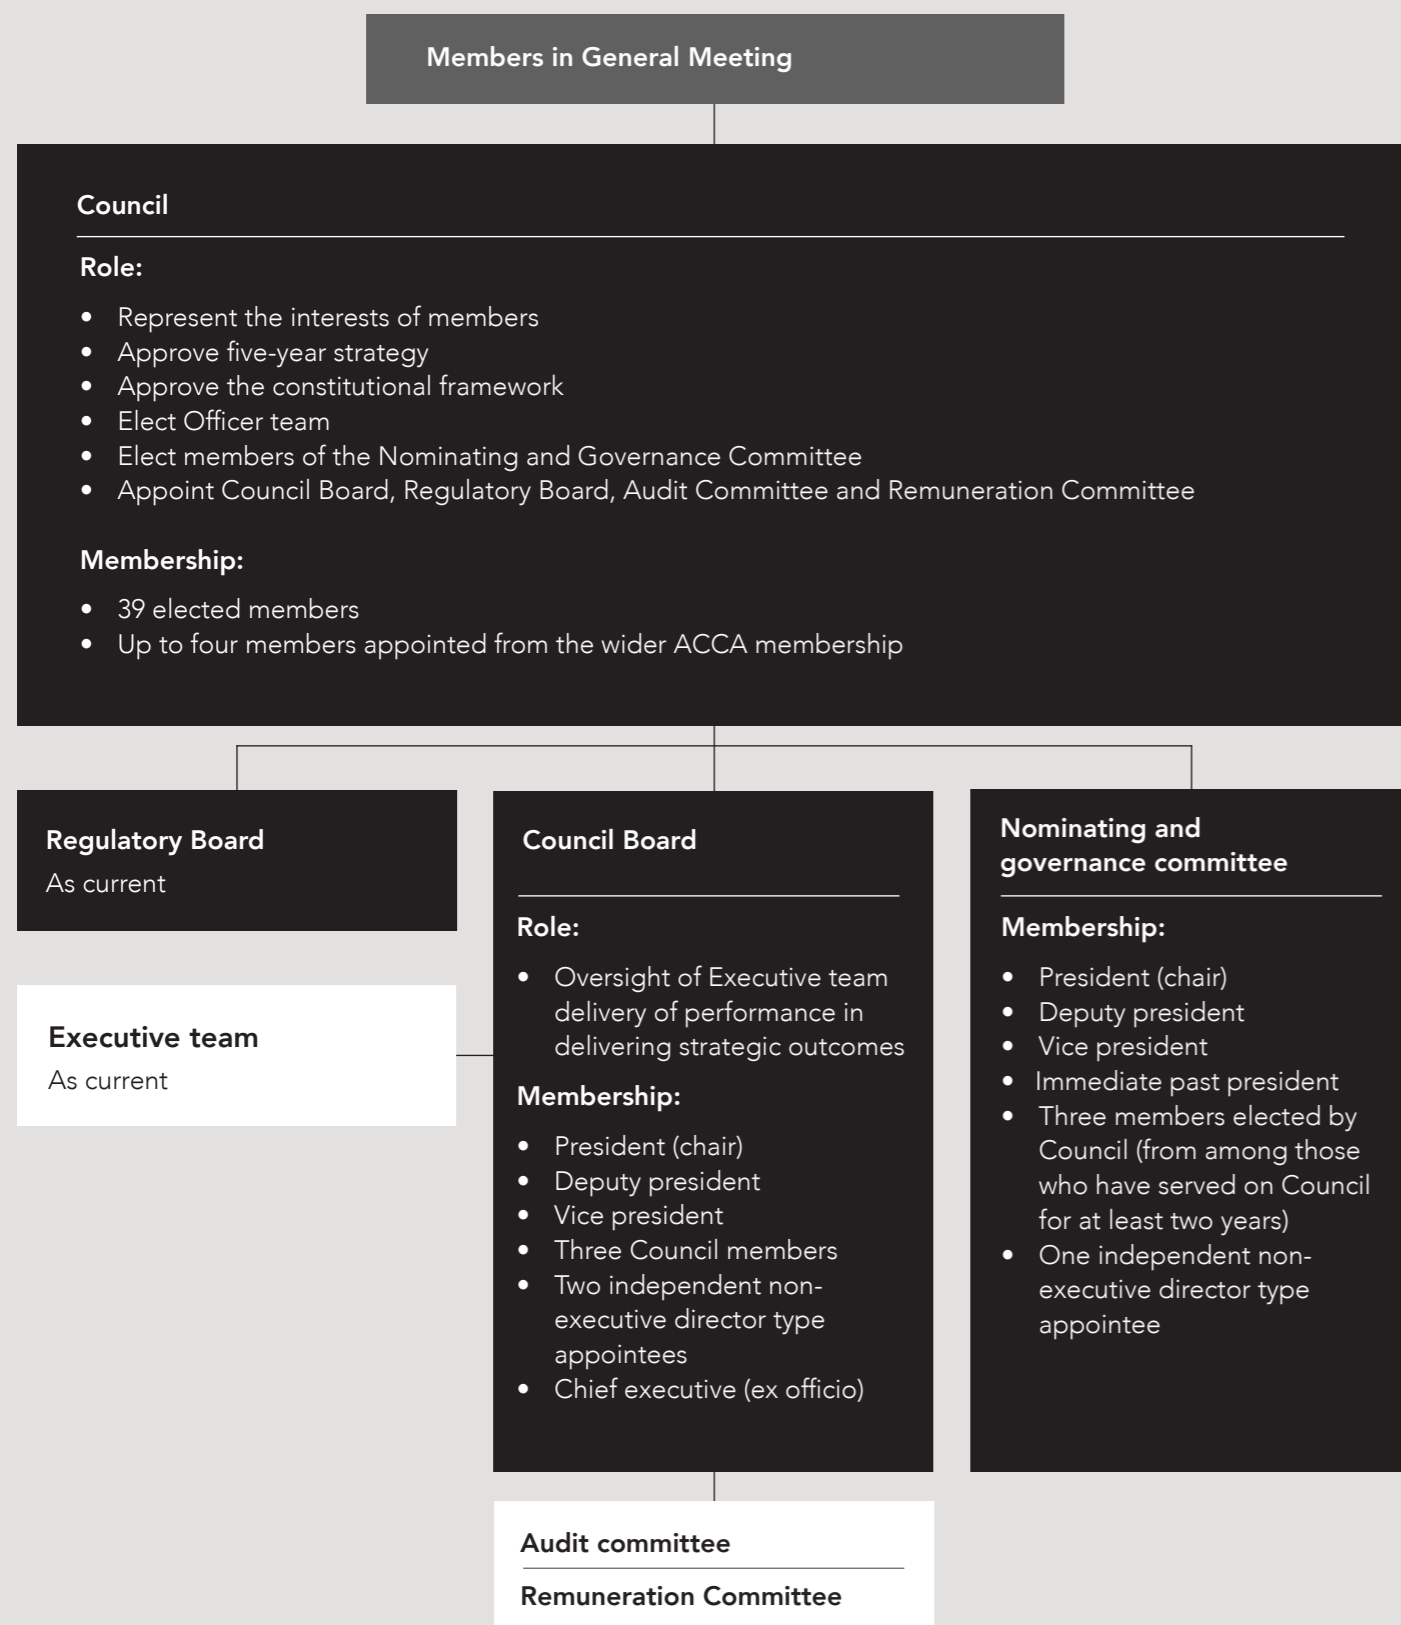 Members in General Meeting
Council
Role:
• Represent the interests of members
• Approve five-year strategy
• Approve the constitutional framework
• Elect Officer team
• Elect members of the Nominating and Governance Committee
• Appoint Council Board, Regulatory Board, Audit Committee and Remuneration Committee
Membership:
• 39 elected members
• Up to four members appointed from the wider ACCA membership
Regulatory Board
As current
Executive team
As current
Council Board
Role:
• Oversight of Executive team
delivery of performance in
delivering strategic outcomes
Membership:
• President (chair)
• Deputy president
• Vice president
• Three Council members
• Two independent non-
executive director type
appointees
• Chief executive (ex officio)
Nominating and
governance committee
Membership:
• President (chair)
• Deputy president
• Vice president
• Immediate past president
• Three members elected by
Council (from among those
who have served on Council
for at least two years)
• One independent non-
executive director type
appointee
Audit committee
Remuneration Committee